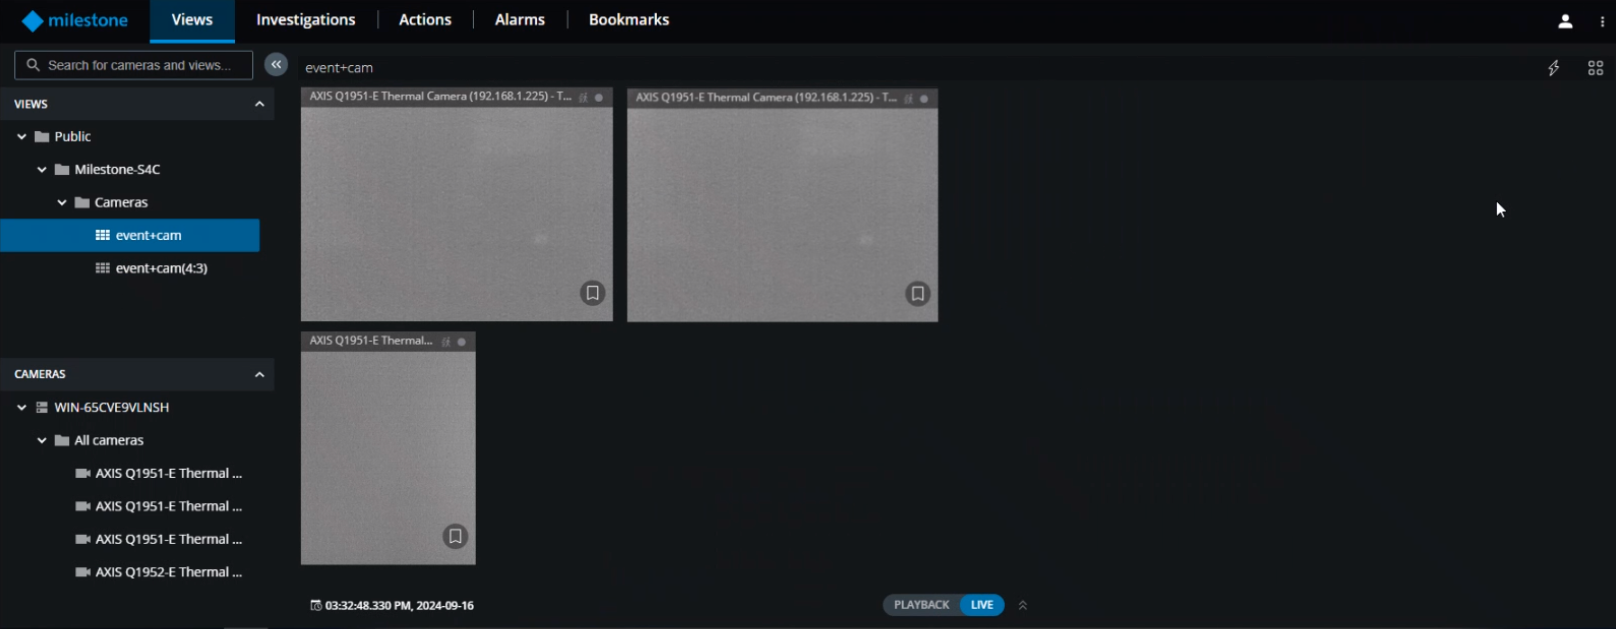 milestone Views Investigations Actions Alarms Bookmarks
Search for cameras and views...
event+cam
VIEWS
Public
Milestone-S4C
Cameras
event+cam
event+cam(4:3)
CAMERAS
WIN-65CVE9VLNSH
All cameras
AXIS Q1951-E Thermal ...
AXIS Q1951-E Thermal ...
AXIS Q1951-E Thermal ...
AXIS Q1952-E Thermal ...
AXIS Q1951-E Thermal Camera (192.168.1.225) - T...
AXIS Q1951-E Thermal Camera (192.168.1.225) - T...
AXIS Q1951-E Thermal...
03:32:48.330 PM, 2024-09-16
PLAYBACK LIVE